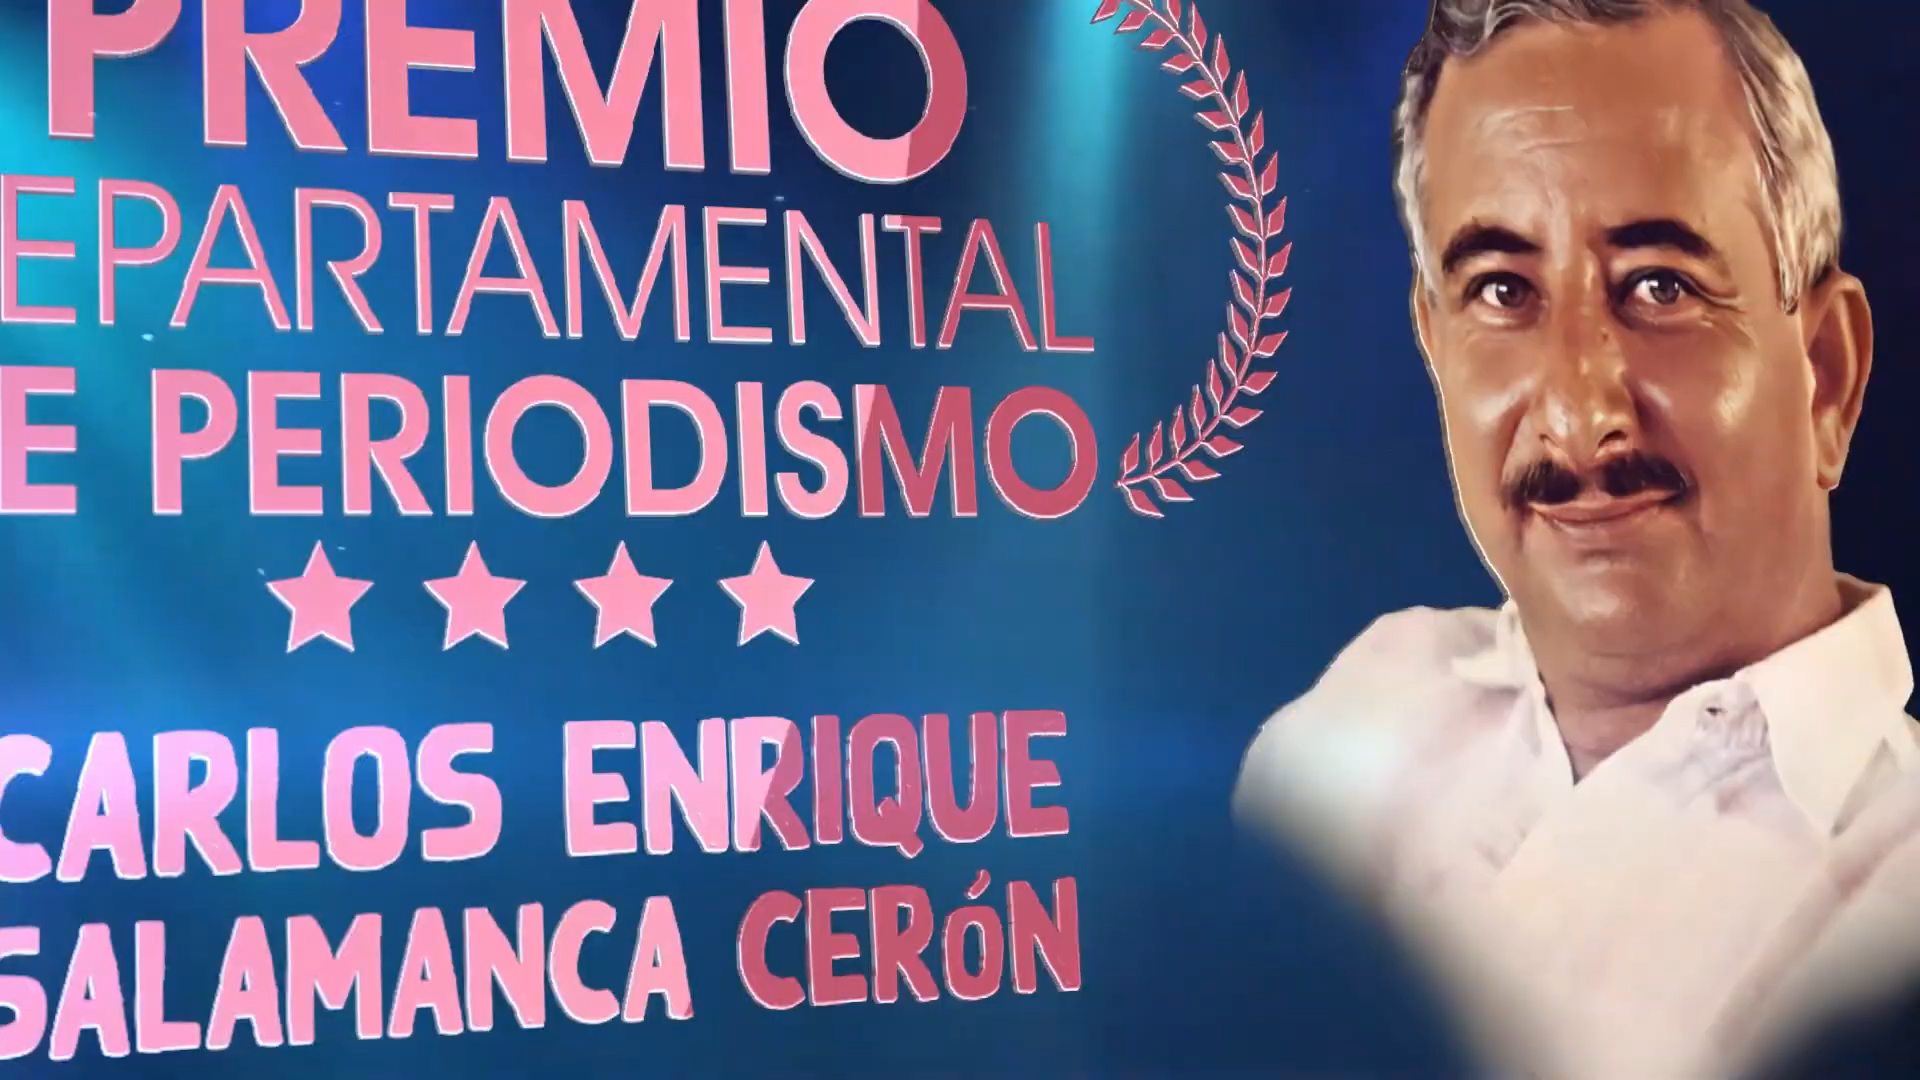 PREMIO
EPARTAMENTAL
E PERIODISMO
CARLOS ENRIQUE
SALAMANCA CERÓN